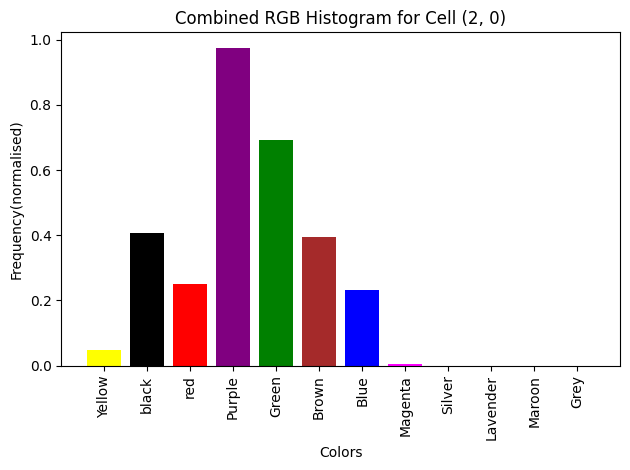 Combined RGB Histogram for Cell (2, 0)
Frequency(normalised)
1.0
0.8
0.6
0.4
0.2
0.0
Yellow
black
red
Purple
Green
Brown
Blue
Magenta
Silver
Lavender
Maroon
Grey
Colors